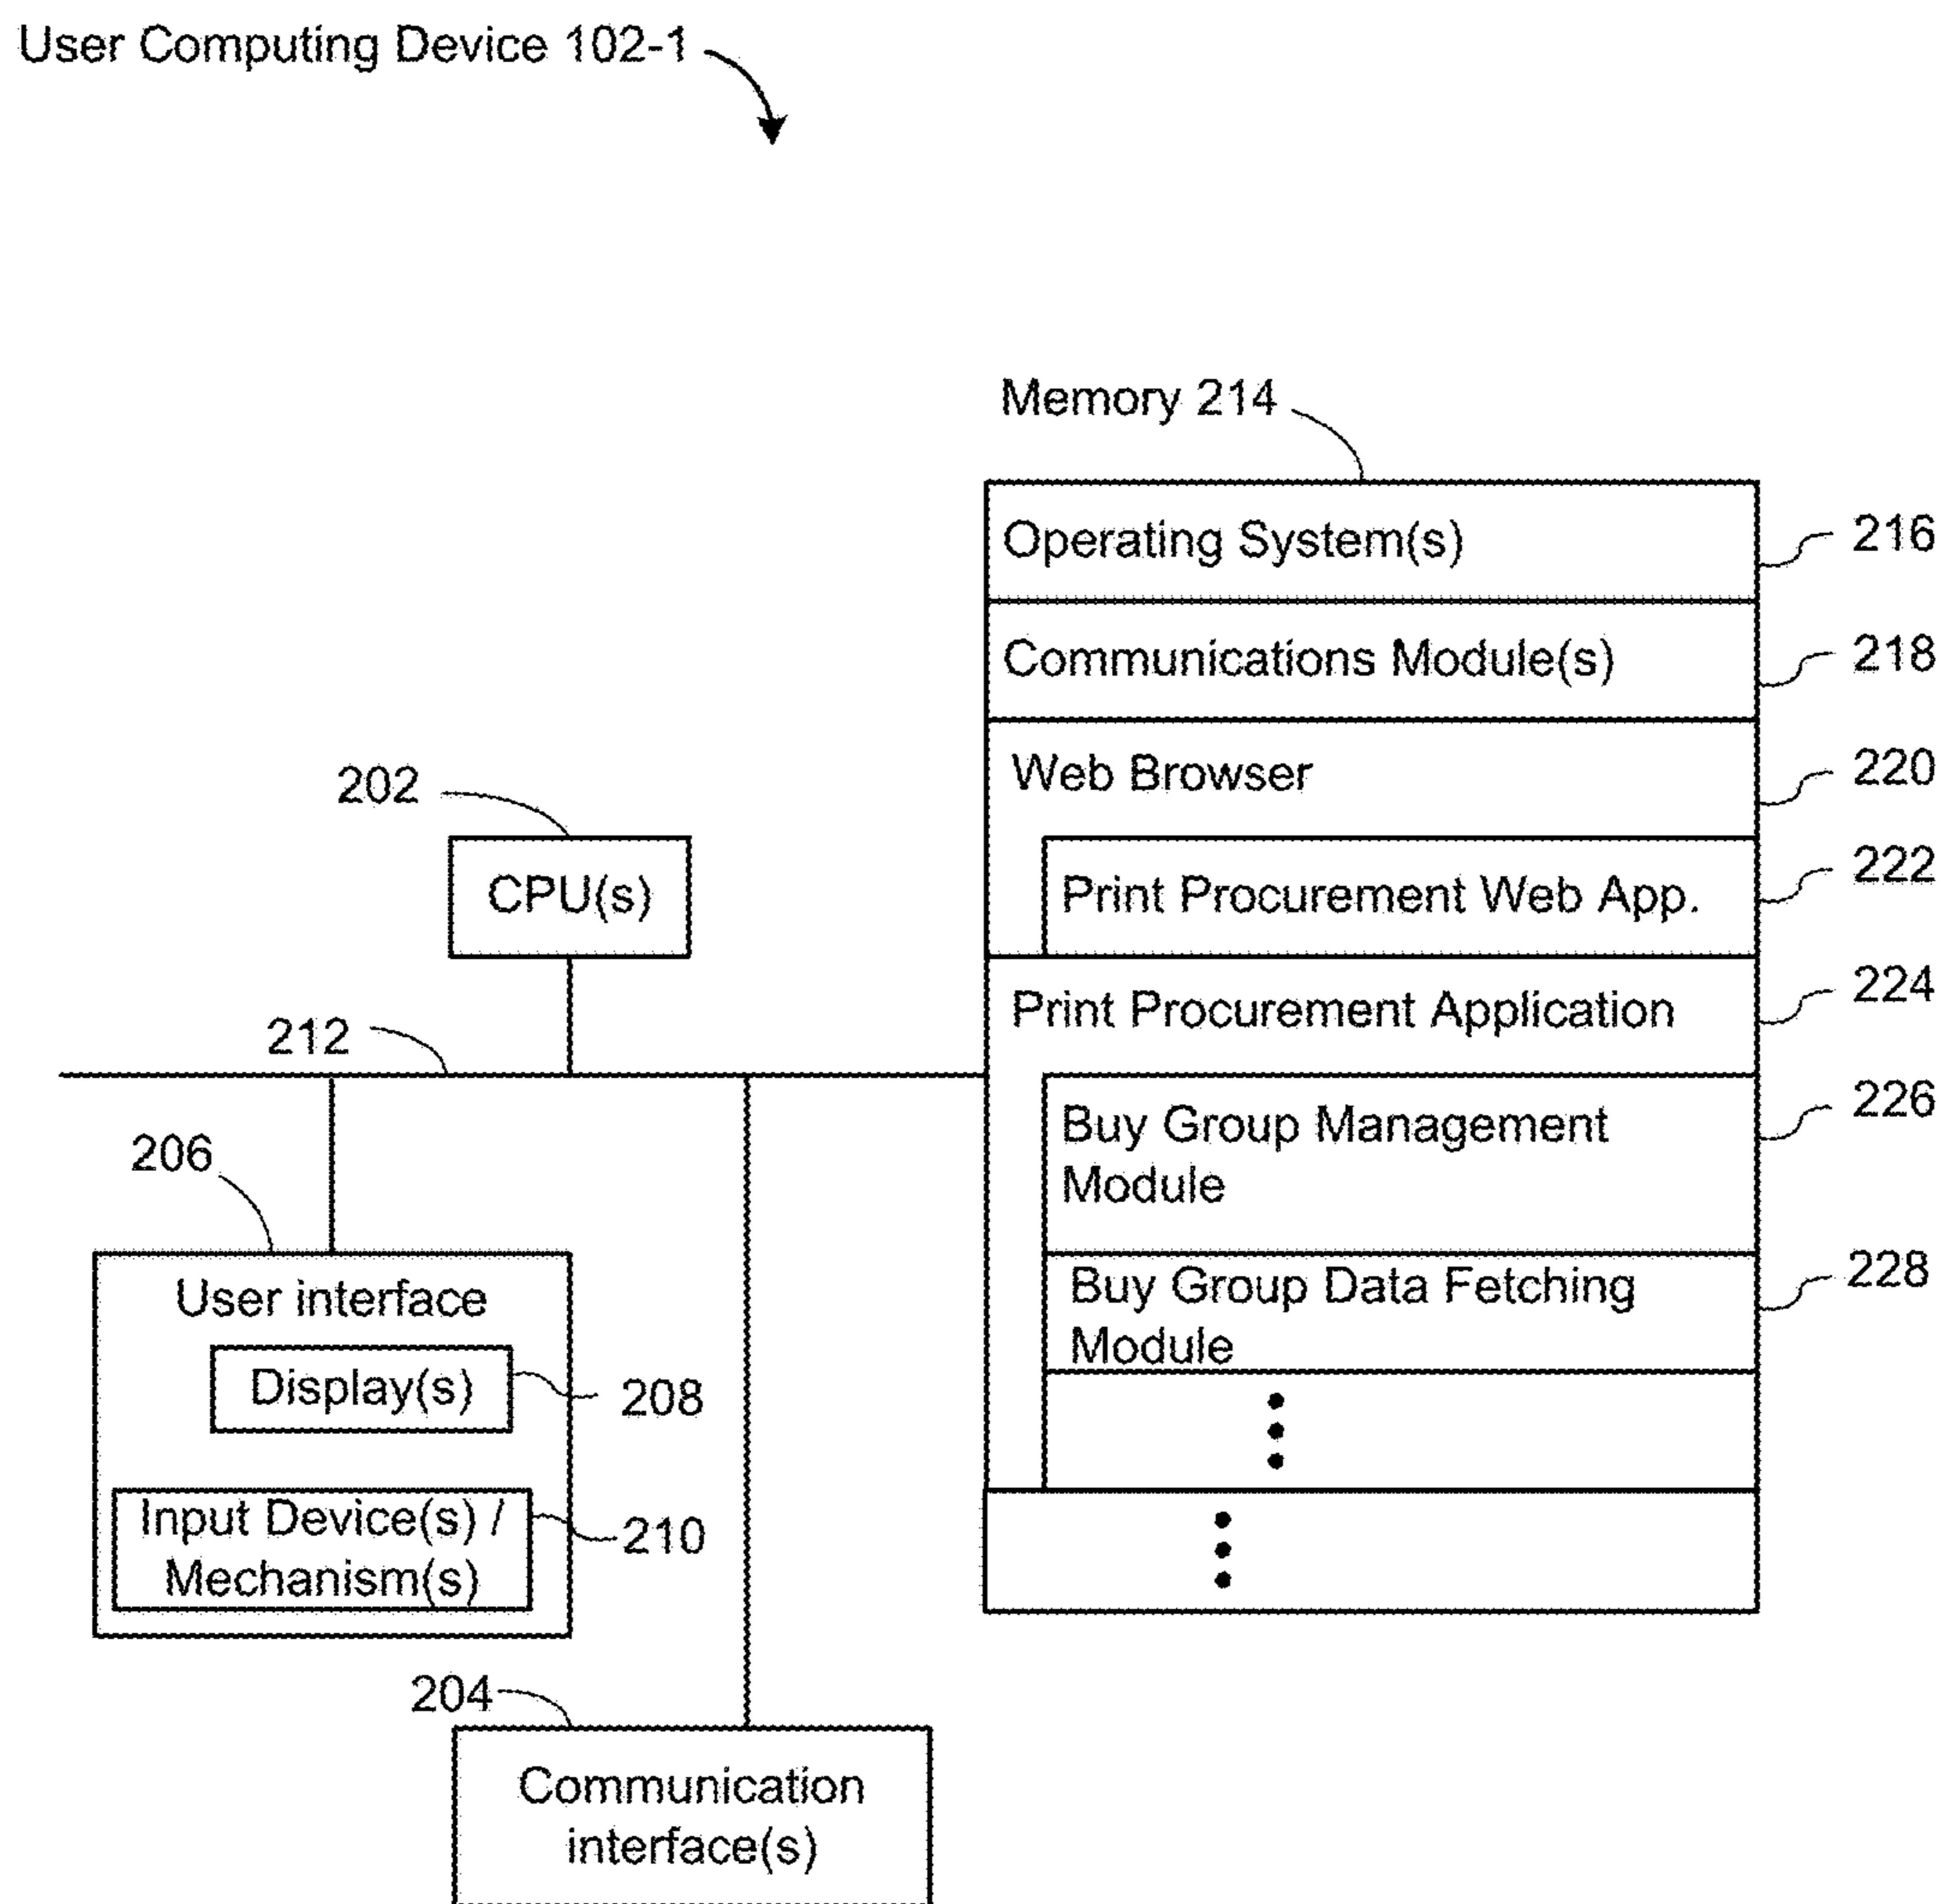 User Computing Device 102-1
Memory 214
Operating System(s)
216
Communications Module(s)
218
Web Browser
220
Print Procurement Web App.
222
Print Procurement Application
224
Buy Group Management
Module
226
Buy Group Data Fetching
Module
228
202
CPU(s)
212
206
User interface
Display(s)
208
Input Device(s) /
Mechanism(s)
210
204
Communication
interface(s)